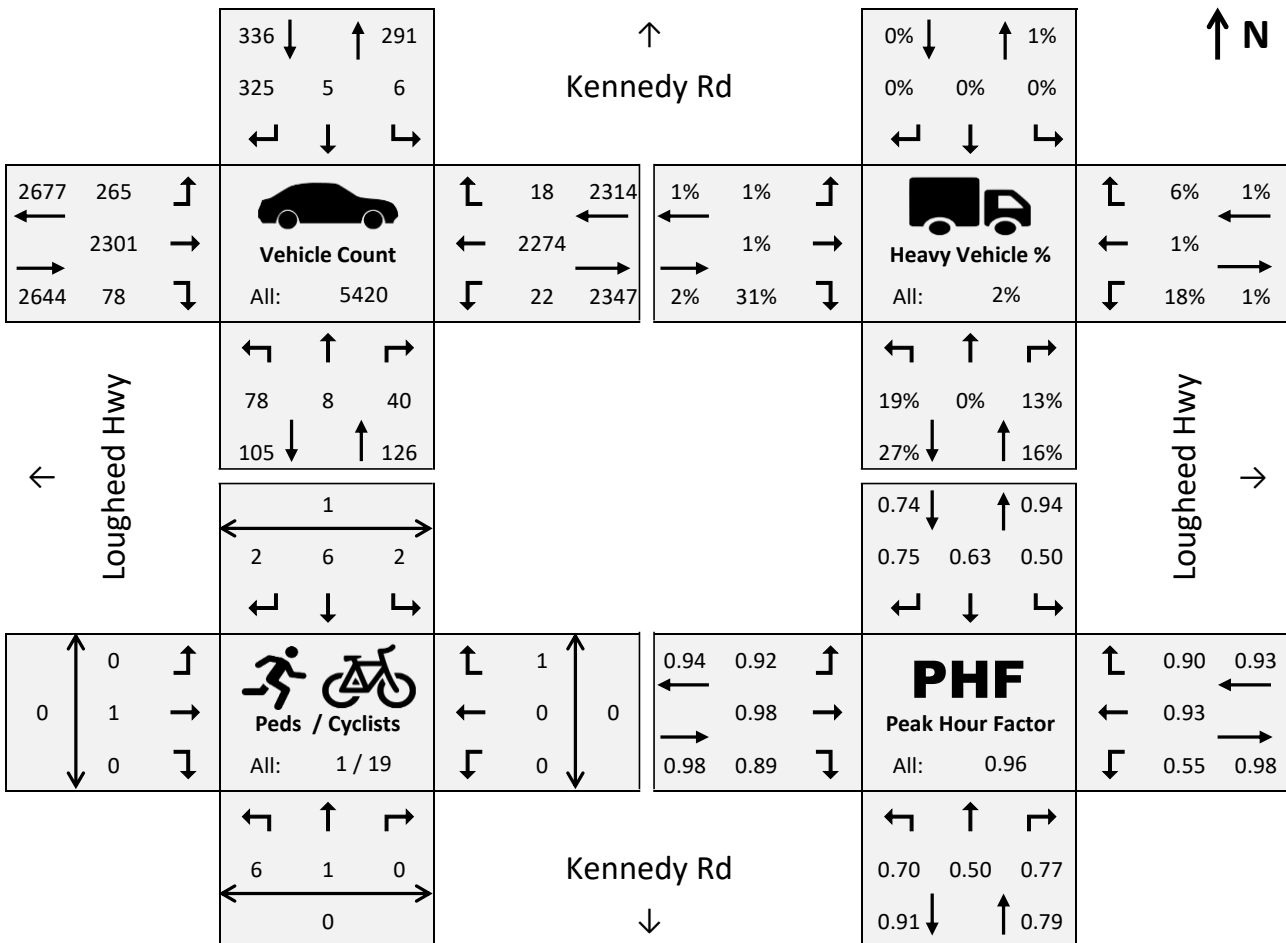 336 291 0% 1% N
325 5 6 Kennedy Rd 0% 0% 0%
2677 265 18 2314 1% 1% 6% 1%
2301 Vehicle Count 2274 1% Heavy Vehicle % 1%
2644 78 All: 5420 22 2347 2% 31% All: 2% 18% 1%
78 8 40 19% 0% 13%
105 126 27% 16%
Lougheed Hwy Lougheed Hwy
1 0.74 0.94
2 6 2 0.75 0.63 0.50
0 1 0.94 0.92 PHF 0.90 0.93
0 1 Peds / Cyclists 0 0 0.98 Peak Hour Factor 0.93
0 All: 1 / 19 0 0.98 0.89 All: 0.96 0.55 0.98
6 1 0 Kennedy Rd 0.70 0.50 0.77
0 0.91 0.79